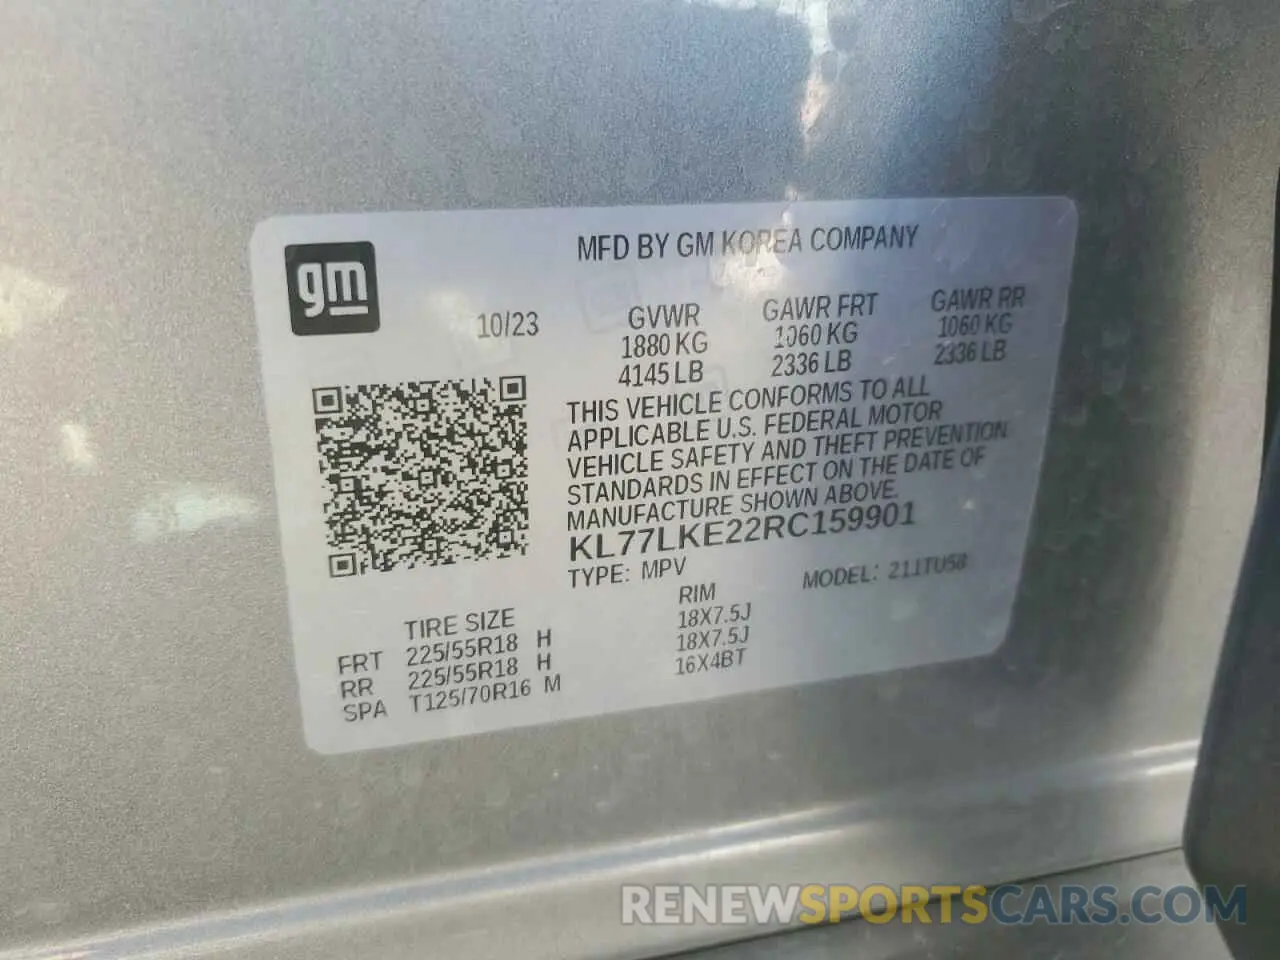 gm
MFD BY GM KOREA COMPANY
10/23
GVWR GAWR FRT GAWR RR
1880 KG 1060 KG 1060 KG
4145 LB 2336 LB 2336 LB
THIS VEHICLE CONFORMS TO ALL
APPLICABLE U.S. FEDERAL MOTOR
VEHICLE SAFETY AND THEFT PREVENTION
STANDARDS IN EFFECT ON THE DATE OF
MANUFACTURE SHOWN ABOVE.
KL77LKE22RC159901
TYPE: MPV MODEL: 211TU58
TIRE SIZE RIM
FRT 225/55R18 H 18X7.5J
RR 225/55R18 H 18X7.5J
SPA T125/70R16 M 16X4BT
RENEWSPORTSCARS.COM